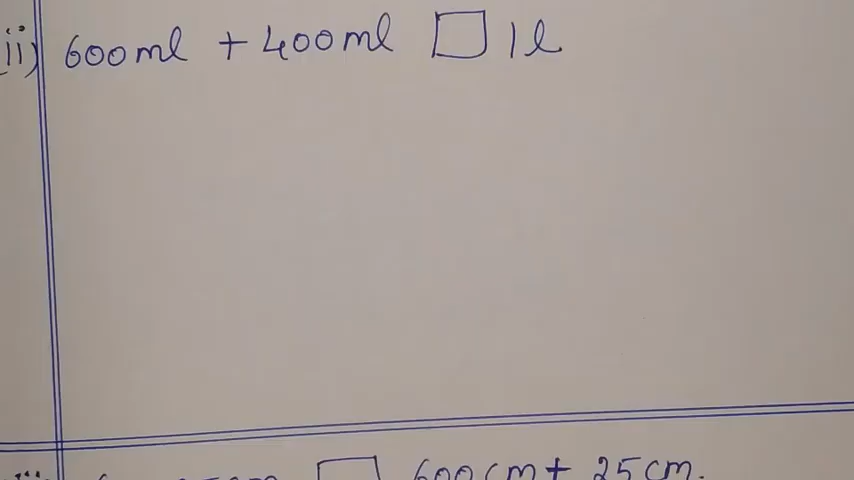 ii) 600ml + 400ml □ 1l
□ 600cm + 25cm.